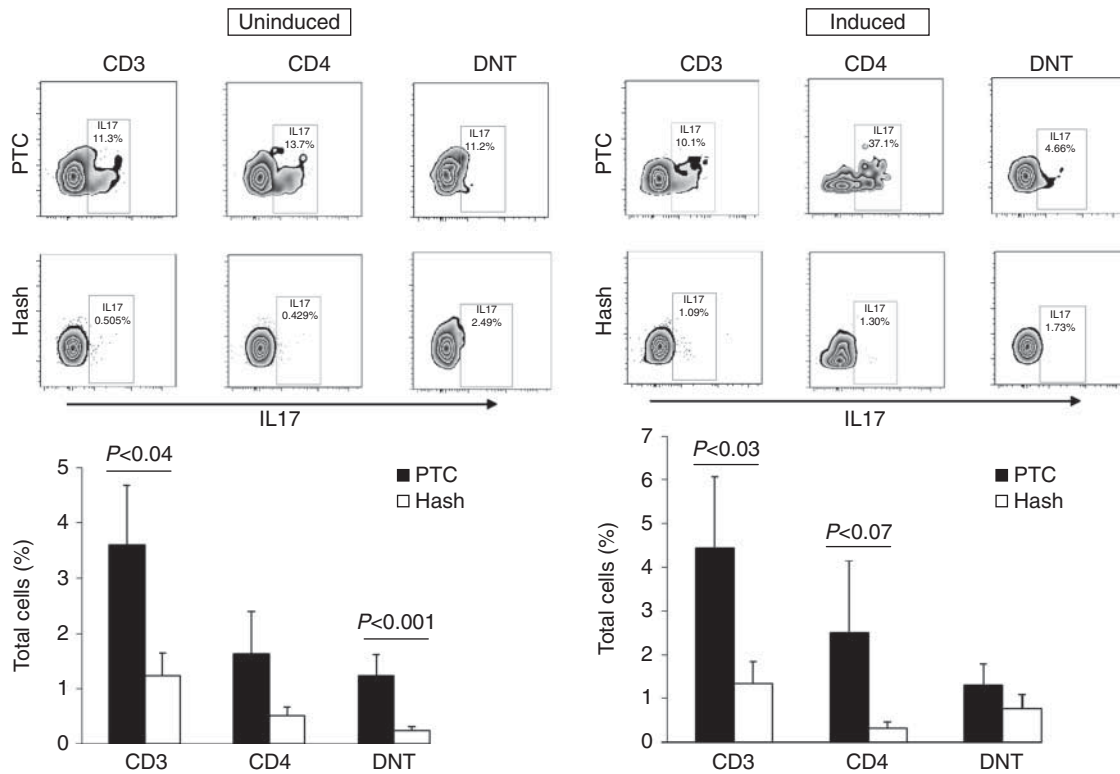 Uninduced
CD3 CD4 DNT
PTC
IL17
11.3%
IL17
13.7%
IL17
11.2%
Hash
IL17
0.505%
IL17
0.429%
IL17
2.49%
IL17
Induced
CD3 CD4 DNT
PTC
IL17
10.1%
IL17
37.1%
IL17
4.66%
Hash
IL17
1.09%
IL17
1.30%
IL17
1.73%
IL17
Total cells (%)
5
4
3
2
1
0
P<0.04
P<0.001
PTC
Hash
CD3 CD4 DNT
Total cells (%)
7
6
5
4
3
2
1
0
P<0.03
P<0.07
PTC
Hash
CD3 CD4 DNT